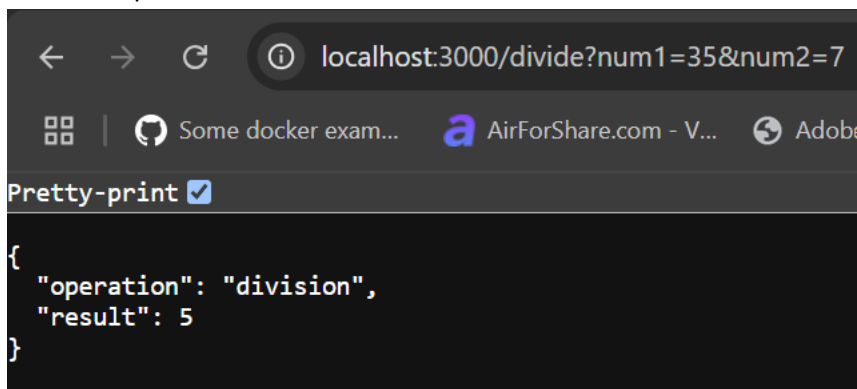 localhost:3000/divide?num1=35&num2=7
Some docker exam... AirForShare.com - V... Adobe
Pretty-print
{
"operation": "division",
"result": 5
}